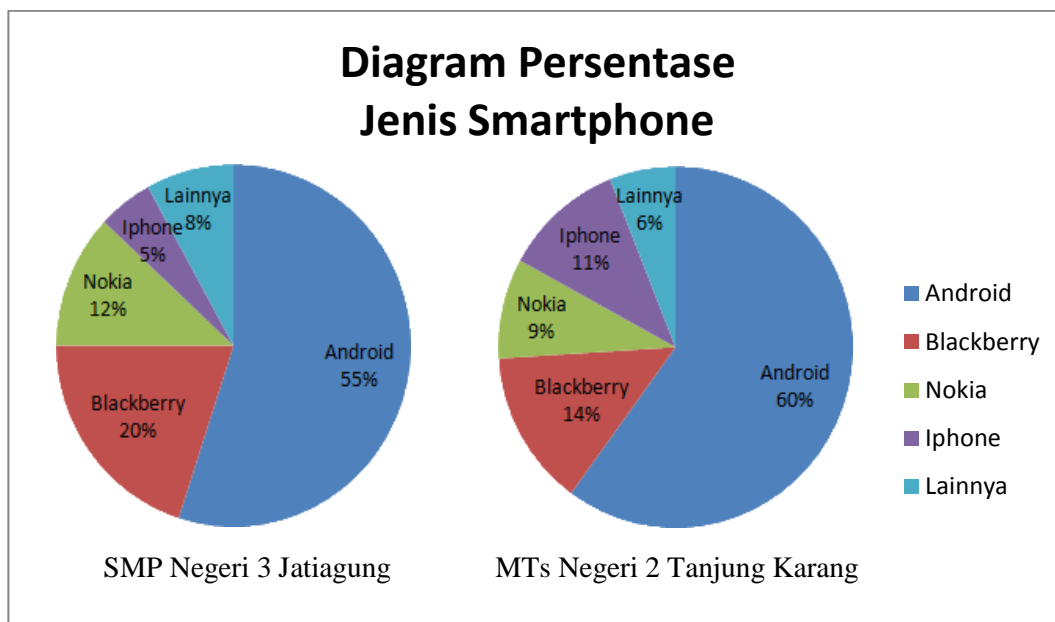 Diagram Persentase
Jenis Smartphone
Lainnya
8%
Iphone
5%
Nokia
12%
Blackberry
20%
Android
55%
SMP Negeri 3 Jatiagung
Lainnya
6%
Iphone
11%
Nokia
9%
Blackberry
14%
Android
60%
MTs Negeri 2 Tanjung Karang
Android
Blackberry
Nokia
Iphone
Lainnya